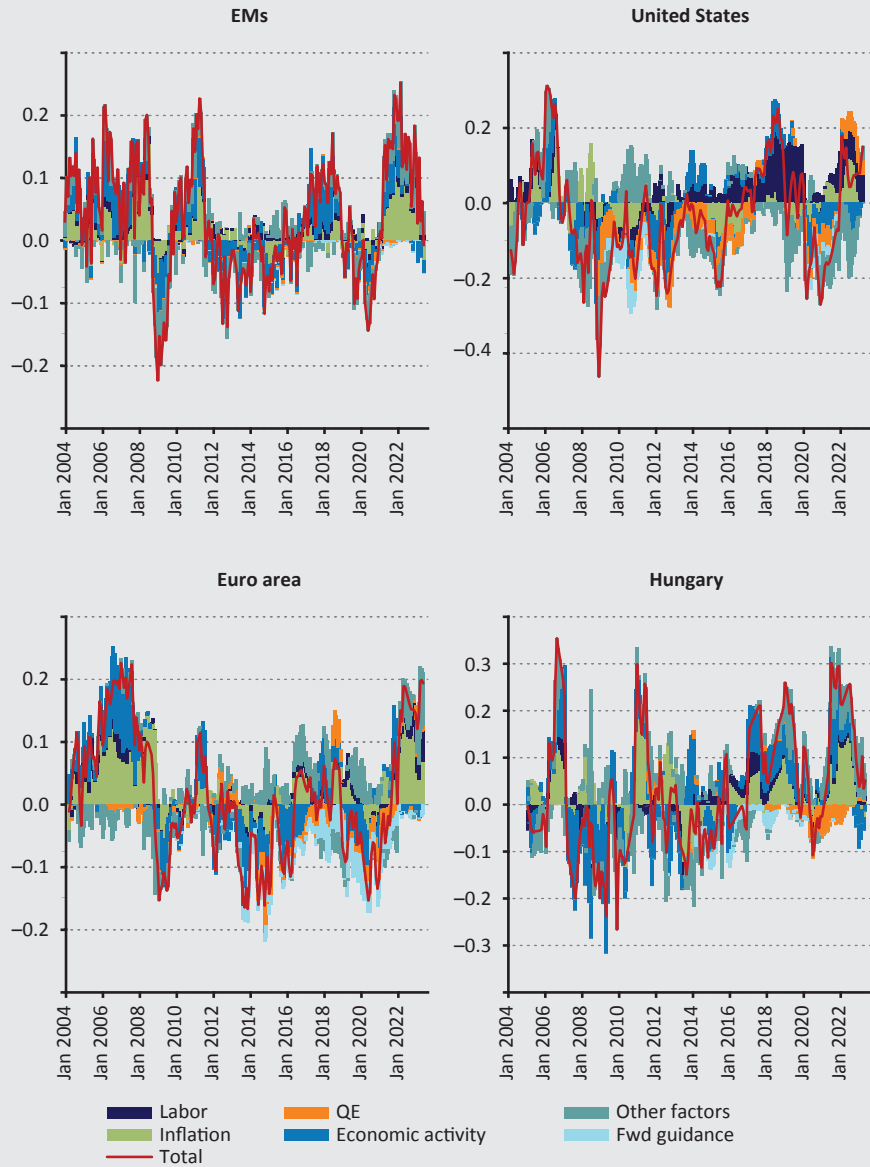 EMs
0.2
0.1
0.0
–0.1
–0.2
Jan 2004
Jan 2006
Jan 2008
Jan 2010
Jan 2012
Jan 2014
Jan 2016
Jan 2018
Jan 2020
Jan 2022
United States
0.2
0.0
–0.2
–0.4
Jan 2004
Jan 2006
Jan 2008
Jan 2010
Jan 2012
Jan 2014
Jan 2016
Jan 2018
Jan 2020
Jan 2022
Euro area
0.2
0.1
0.0
–0.1
–0.2
Jan 2004
Jan 2006
Jan 2008
Jan 2010
Jan 2012
Jan 2014
Jan 2016
Jan 2018
Jan 2020
Jan 2022
Hungary
0.3
0.2
0.1
0.0
–0.1
–0.2
–0.3
Jan 2004
Jan 2006
Jan 2008
Jan 2010
Jan 2012
Jan 2014
Jan 2016
Jan 2018
Jan 2020
Jan 2022
Labor QE Other factors
Inflation Economic activity Fwd guidance
Total